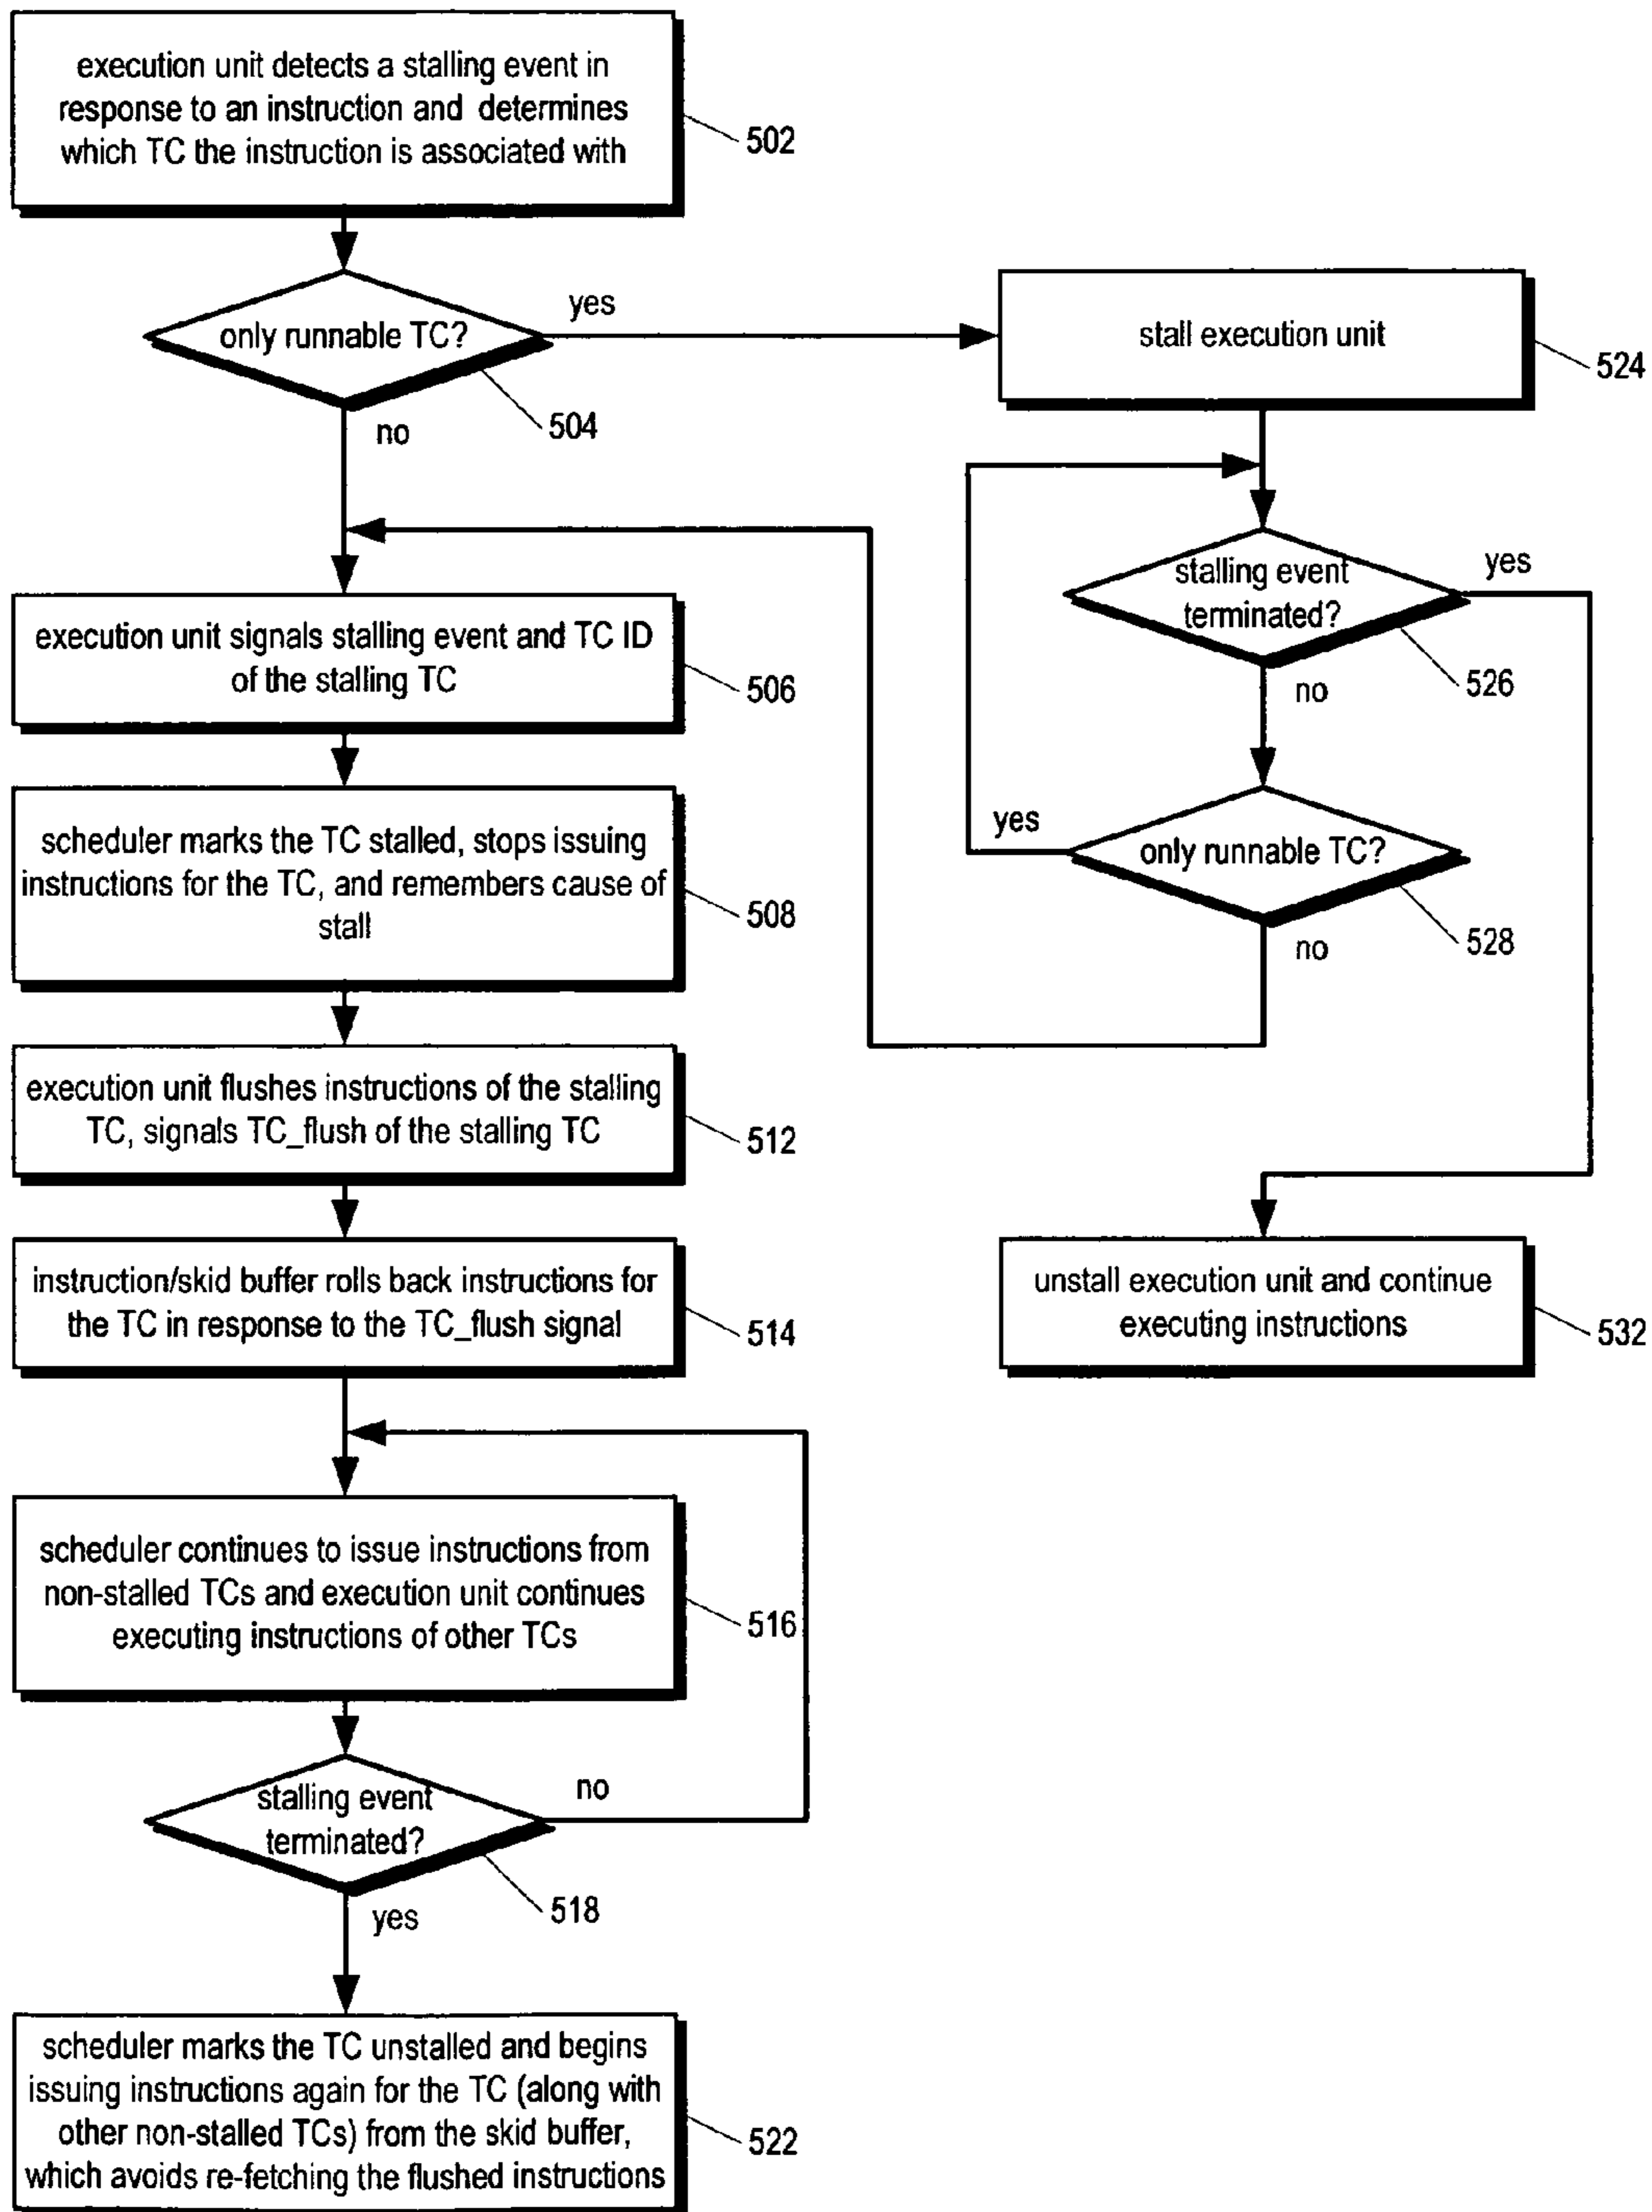 execution unit detects a stalling event in
response to an instruction and determines
which TC the instruction is associated with
502
only runnable TC?
yes
504
no
stall execution unit
524
stalling event
terminated?
yes
526
no
only runnable TC?
yes
528
no
unstall execution unit and continue
executing instructions
532
execution unit signals stalling event and TC ID
of the stalling TC
506
scheduler marks the TC stalled, stops issuing
instructions for the TC, and remembers cause of
stall
508
execution unit flushes instructions of the stalling
TC, signals TC_flush of the stalling TC
512
instruction/skid buffer rolls back instructions for
the TC in response to the TC_flush signal
514
scheduler continues to issue instructions from
non-stalled TCs and execution unit continues
executing instructions of other TCs
516
stalling event
terminated?
no
518
yes
scheduler marks the TC unstalled and begins
issuing instructions again for the TC (along with
other non-stalled TCs) from the skid buffer,
which avoids re-fetching the flushed instructions
522